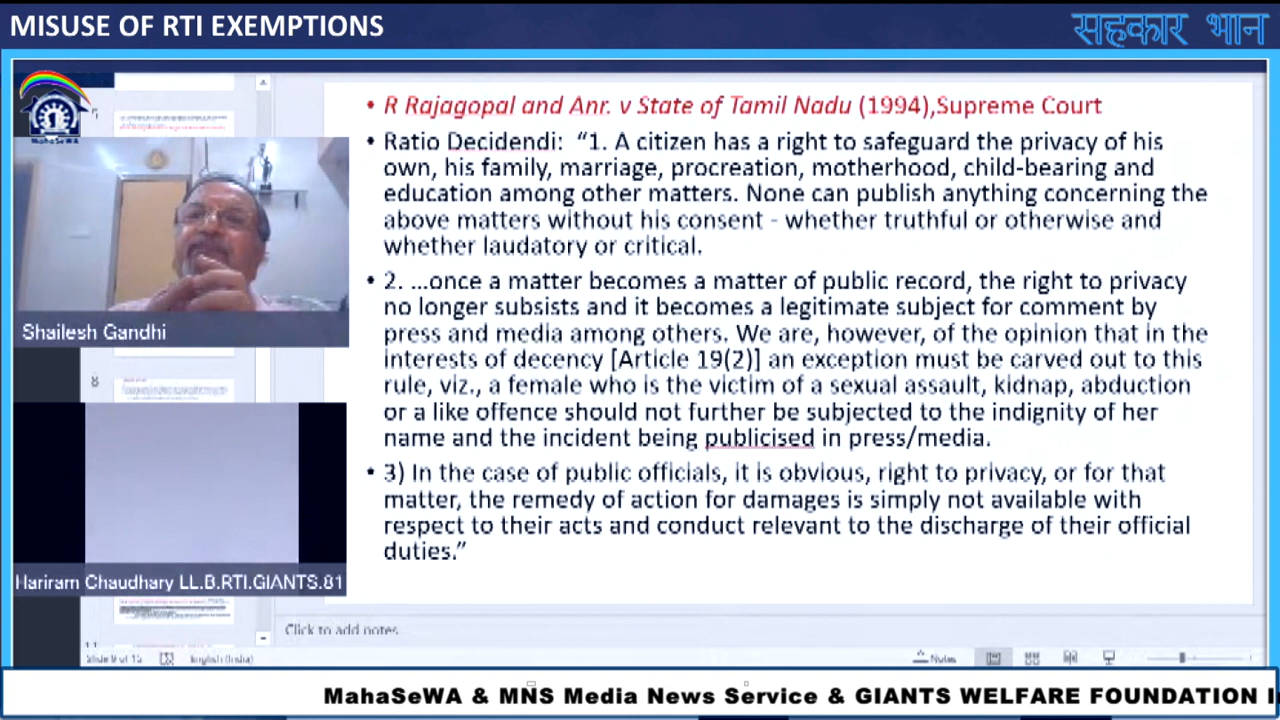 MISUSE OF RTI EXEMPTIONS
सहकार भान
MahaSeWA
• R Rajagopal and Anr. v State of Tamil Nadu (1994),Supreme Court
• Ratio Decidendi: “1. A citizen has a right to safeguard the privacy of his
own, his family, marriage, procreation, motherhood, child-bearing and
education among other matters. None can publish anything concerning the
above matters without his consent - whether truthful or otherwise and
whether laudatory or critical.
• 2. …once a matter becomes a matter of public record, the right to privacy
no longer subsists and it becomes a legitimate subject for comment by
press and media among others. We are, however, of the opinion that in the
interests of decency [Article 19(2)] an exception must be carved out to this
rule, viz., a female who is the victim of a sexual assault, kidnap, abduction
or a like offence should not further be subjected to the indignity of her
name and the incident being publicised in press/media.
• 3) In the case of public officials, it is obvious, right to privacy, or for that
matter, the remedy of action for damages is simply not available with
respect to their acts and conduct relevant to the discharge of their official
duties.”
Shailesh Gandhi
8
Hariram Chaudhary LL.B.RTI.GIANTS.81
11
Click to add notes
Slide 9 of 15 English (India)
Notes
MahaSeWA & MNS Media News Service & GIANTS WELFARE FOUNDATION